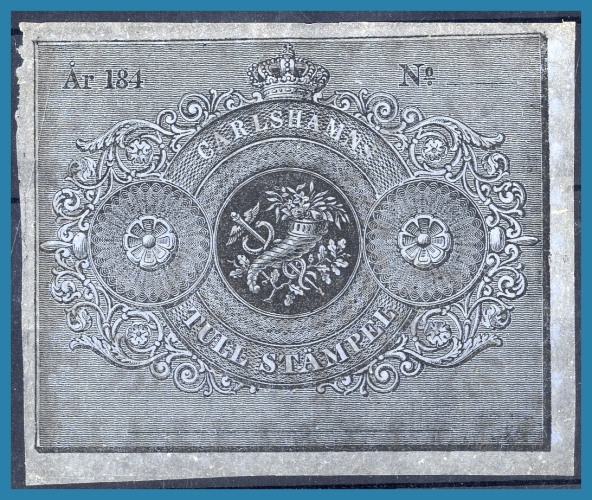 År 184
Nº
CARLSHAMNS
TULL STÄMPEL